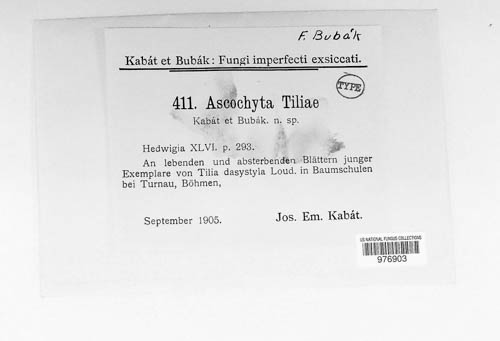 F. Bubák
Kabát et Bubák: Fungi imperfecti exsiccati.
TYPE
411. Ascochyta Tiliae
Kabát et Bubák. n. sp.
Hedwigia XLVI. p. 293.
An lebenden und absterbenden Blättern junger
Exemplare von Tilia dasystyla Loud. in Baumschulen
bei Turnau, Böhmen,
September 1905.
Jos. Em. Kabát.
US NATIONAL FUNGUS COLLECTIONS
976903